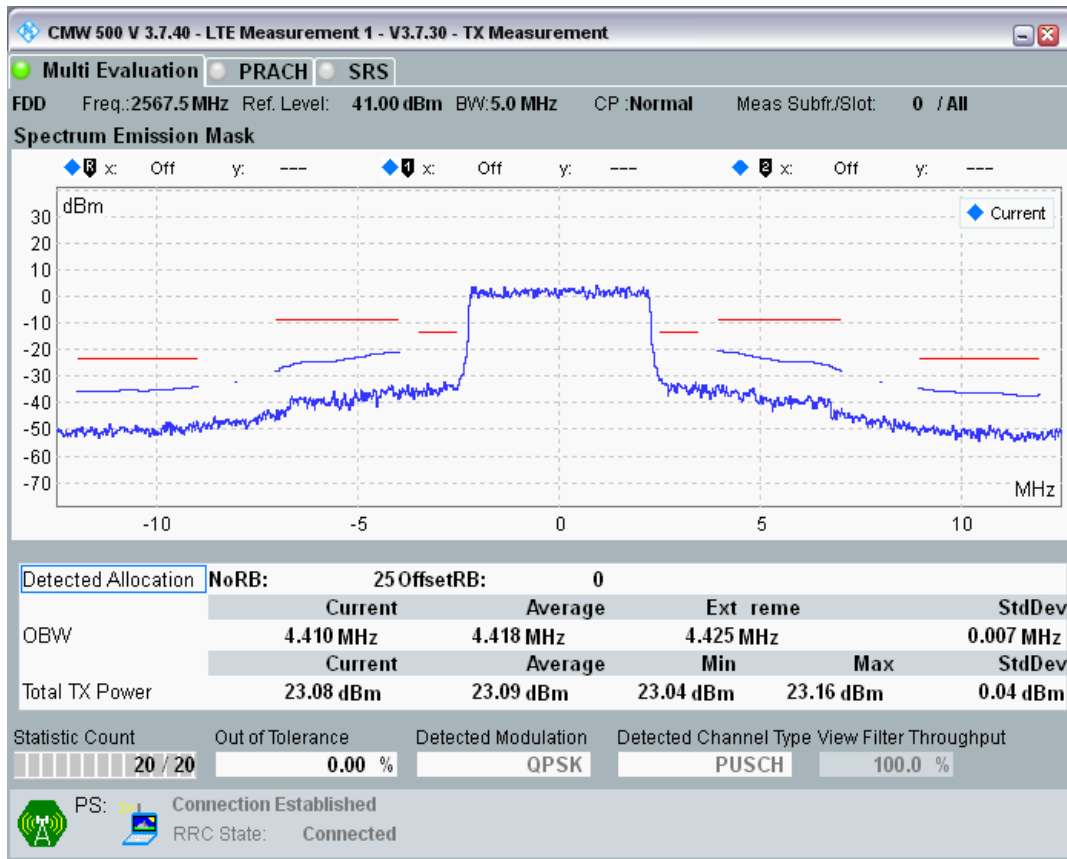 CMW 500 V 3.7.40 - LTE Measurement 1 - V3.7.30 - TX Measurement
Multi Evaluation PRACH SRS
FDD Freq.:2567.5 MHz Ref. Level: 41.00 dBm BW:5.0 MHz CP :Normal Meas Subfr./Slot: 0 / All
Spectrum Emission Mask
R x: Off y: --- 1 x: Off y: --- 2 x: Off y: ---
dBm
Current
30
20
10
0
-10
-20
-30
-40
-50
-60
-70
MHz
-10 -5 0 5 10
Detected Allocation NoRB: 25 OffsetRB: 0
Current Average Ext reme StdDev
OBW 4.410 MHz 4.418 MHz 4.425 MHz 0.007 MHz
Current Average Min Max StdDev
Total TX Power 23.08 dBm 23.09 dBm 23.04 dBm 23.16 dBm 0.04 dBm
Statistic Count Out of Tolerance Detected Modulation Detected Channel Type View Filter Throughput
20 / 20 0.00 % QPSK PUSCH 100.0 %
PS: Connection Established
RRC State: Connected